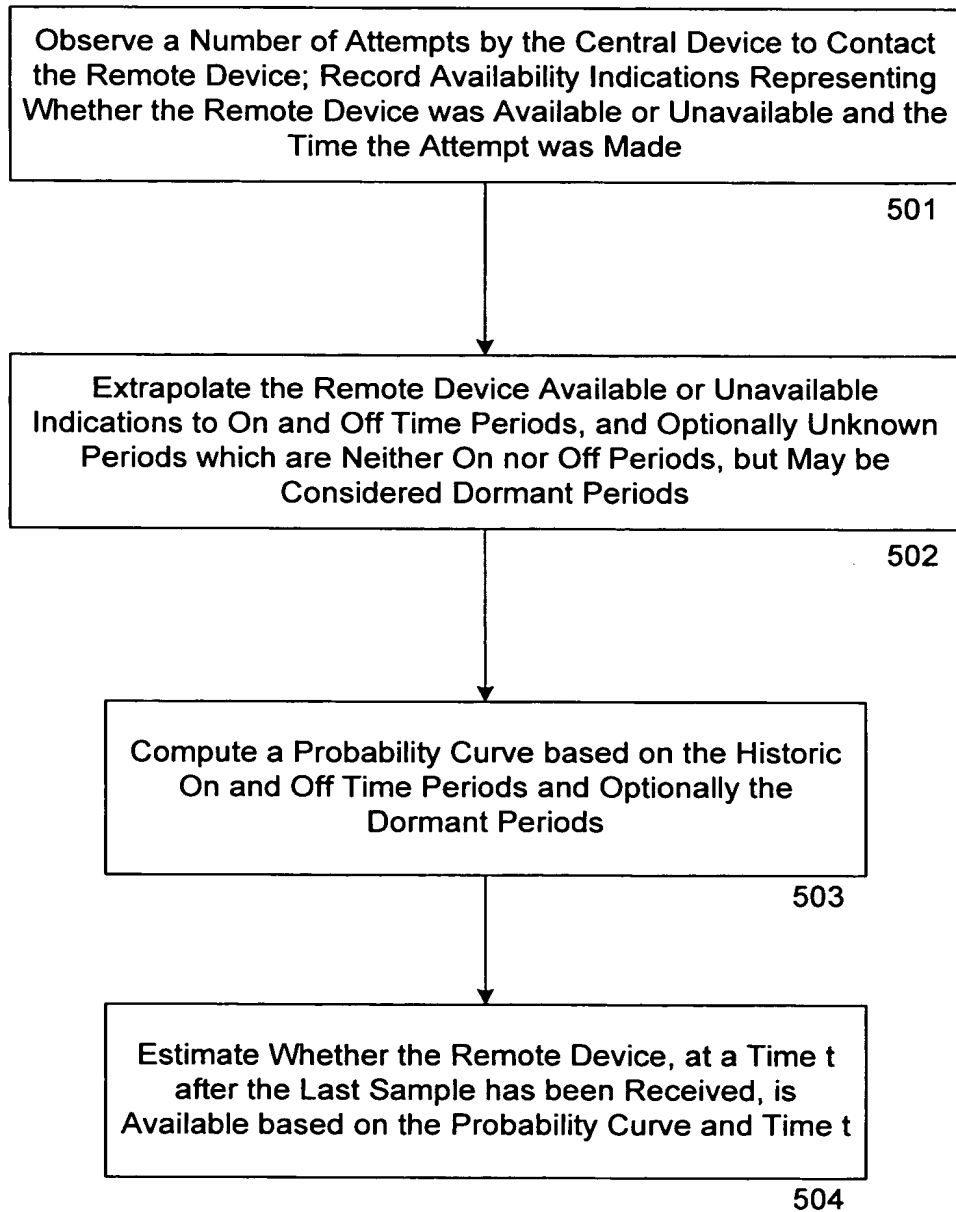 Observe a Number of Attempts by the Central Device to Contact
the Remote Device; Record Availability Indications Representing
Whether the Remote Device was Available or Unavailable and the
Time the Attempt was Made
501
Extrapolate the Remote Device Available or Unavailable
Indications to On and Off Time Periods, and Optionally Unknown
Periods which are Neither On nor Off Periods, but May be
Considered Dormant Periods
502
Compute a Probability Curve based on the Historic
On and Off Time Periods and Optionally the
Dormant Periods
503
Estimate Whether the Remote Device, at a Time t
after the Last Sample has been Received, is
Available based on the Probability Curve and Time t
504